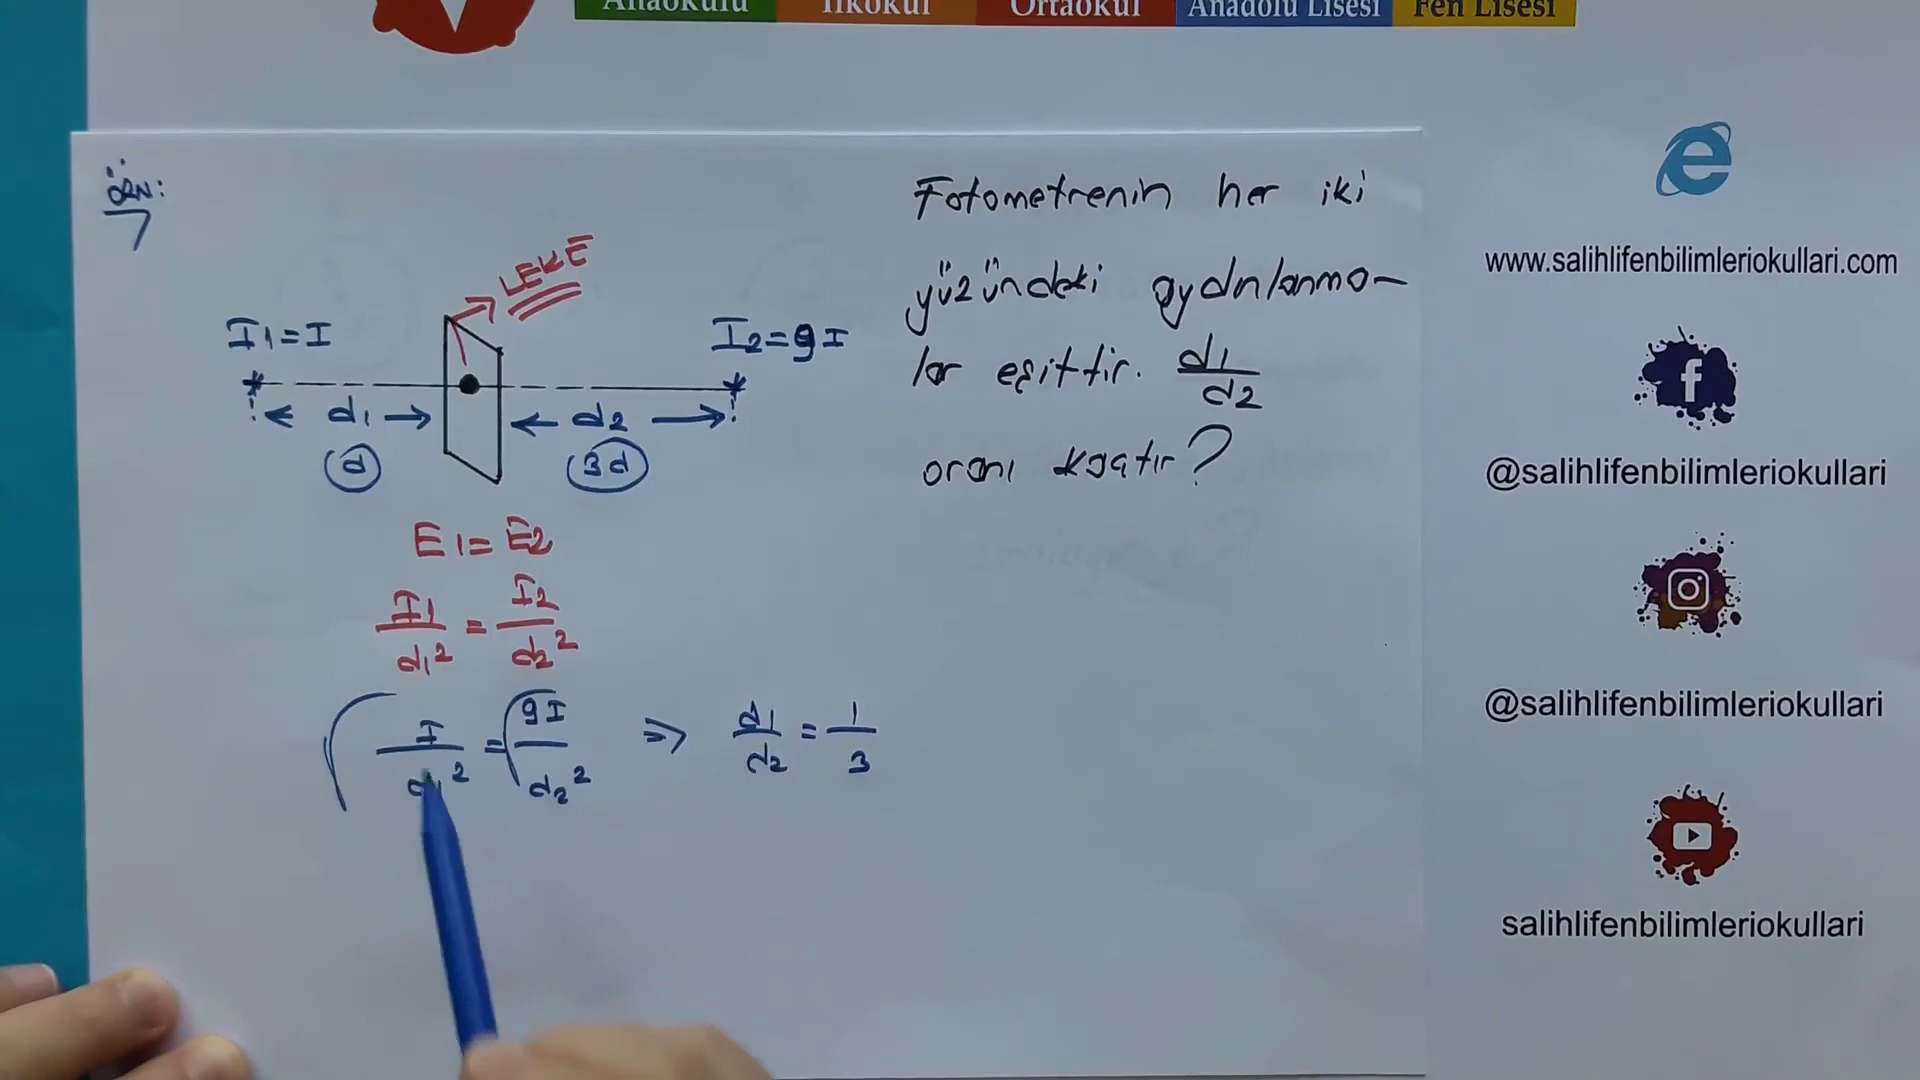 Anaokulu İlkokul Ortaokul Anadolu Lisesi Fen Lisesi
ÖRN:
Fotometrenin her iki
yüzündeki aydınlanma-
lar eşittir. d1/d2
oranı kaçtır?
LEKE
I1=I
I2=9I
d1
d2
d
3d
E1=E2
I1/d1² = I2/d2²
I/d1² = 9I/d2² => d1/d2 = 1/3
www.salihlifenbilimleriokullari.com
@salihlifenbilimleriokullari
@salihlifenbilimleriokullari
salihlifenbilimleriokullari